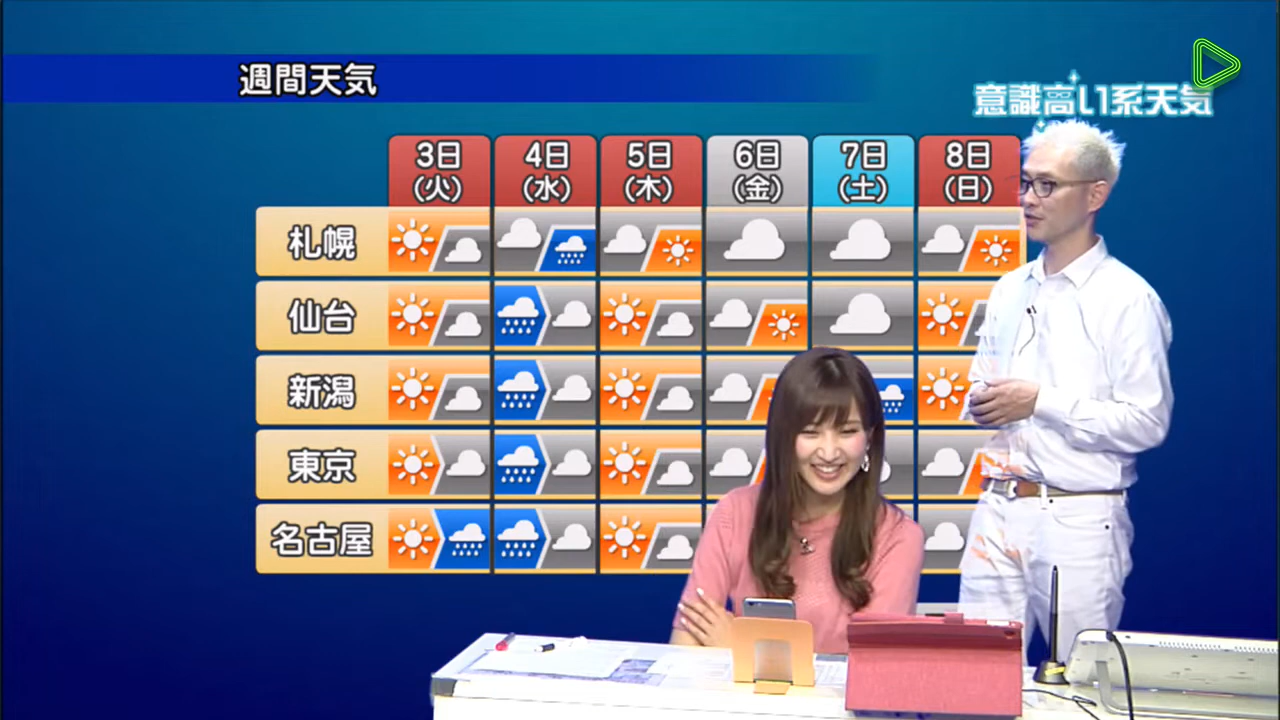 週間天気
意識高い系天気
3日 4日 5日 6日 7日 8日
(火) (水) (木) (金) (土) (日)
札幌
仙台
新潟
東京
名古屋